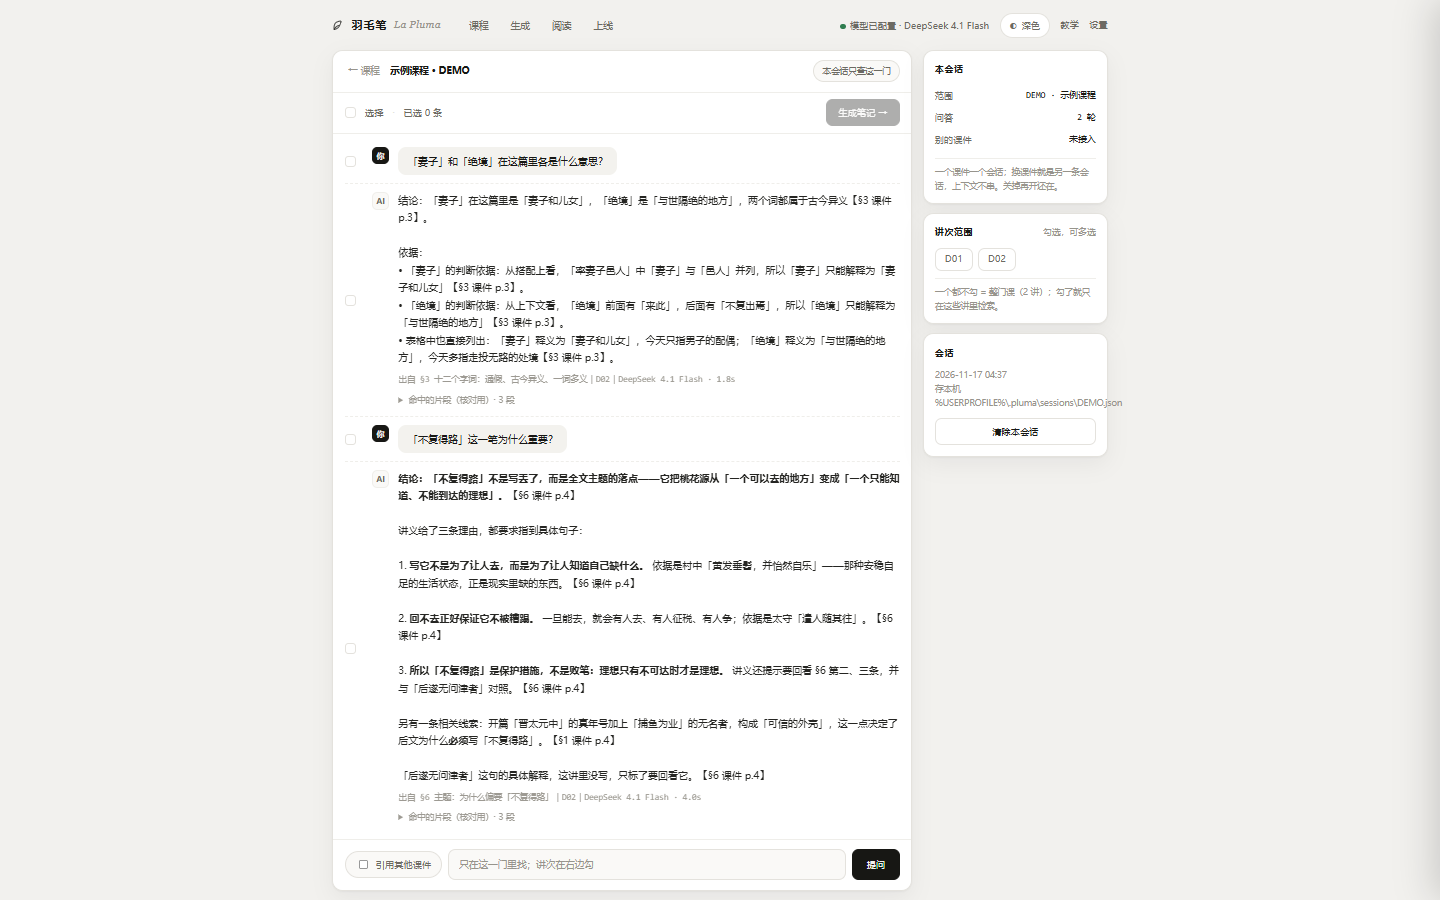 羽毛笔 La Pluma 课程 生成 阅读 上线
模型已配置 · DeepSeek 4.1 Flash 深色 教学 设置
← 课程 示例课程 • DEMO 本会话只查这一门
选择 · 已选 0 条 生成笔记 →
你 「妻子」和「绝境」在这篇里各是什么意思？
AI 结论：「妻子」在这篇里是「妻子和儿女」，「绝境」是「与世隔绝的地方」，两个词都属于古今异义【§3 课件
p.3】。
依据：
• 「妻子」的判断依据：从搭配上看，「率妻子邑人」中「妻子」与「邑人」并列，所以「妻子」只能解释为「妻
子和儿女」【§3 课件 p.3】。
• 「绝境」的判断依据：从上下文看，「绝境」前面有「来此」，后面有「不复出焉」，所以「绝境」只能解释为
「与世隔绝的地方」【§3 课件 p.3】。
• 表格中也直接列出：「妻子」释义为「妻子和儿女」，今天只指男子的配偶；「绝境」释义为「与世隔绝的地
方」，今天多指走投无路的处境【§3 课件 p.3】。
出自 §3 十二个字词：通假、古今异义、一词多义 | D02 | DeepSeek 4.1 Flash · 1.8s
▶ 命中的片段（核对用）· 3 段
你 「不复得路」这一笔为什么重要？
AI 结论：「不复得路」不是写丢了，而是全文主题的落点——它把桃花源从「一个可以去的地方」变成「一个只能知
道、不能到达的理想」。【§6 课件 p.4】
讲义给了三条理由，都要求指到具体句子：
1. 写它不是为了让人去，而是为了让人知道自己缺什么。 依据是村中「黄发垂髫，并怡然自乐」——那种安稳自
足的生活状态，正是现实里缺的东西。【§6 课件 p.4】
2. 回不去正好保证它不被糟蹋。 一旦能去，就会有人去、有人征税、有人争；依据是太守「遣人随其往」。【§6
课件 p.4】
3. 所以「不复得路」是保护措施，不是败笔：理想只有不可达时才是理想。 讲义还提示要回看 §6 第二、三条，并
与「后遂无问津者」对照。【§6 课件 p.4】
另有一条相关线索：开篇「晋太元中」的真年号加上「捕鱼为业」的无名者，构成「可信的外壳」，这一点决定了
后文为什么必须写「不复得路」。【§1 课件 p.4】
「后遂无问津者」这句的具体解释，这讲里没写，只标了要回看它。【§6 课件 p.4】
出自 §6 主题：为什么偏要「不复得路」 | D02 | DeepSeek 4.1 Flash · 4.0s
▶ 命中的片段（核对用）· 3 段
引用其他课件 只在这一门里找；讲次在右边勾 提问
本会话
范围 DEMO · 示例课程
问答 2 轮
别的课件 未接入
一个课件一个会话；换课件就是另一条会
话，上下文不串。关掉再开还在。
讲次范围 勾选，可多选
D01 D02
一个都不勾 = 整门课（2 讲）；勾了就只
在这些讲里检索。
会话
2026-11-17 04:37
存本机
%USERPROFILE%\.pluma\sessions\DEMO.json
清除本会话